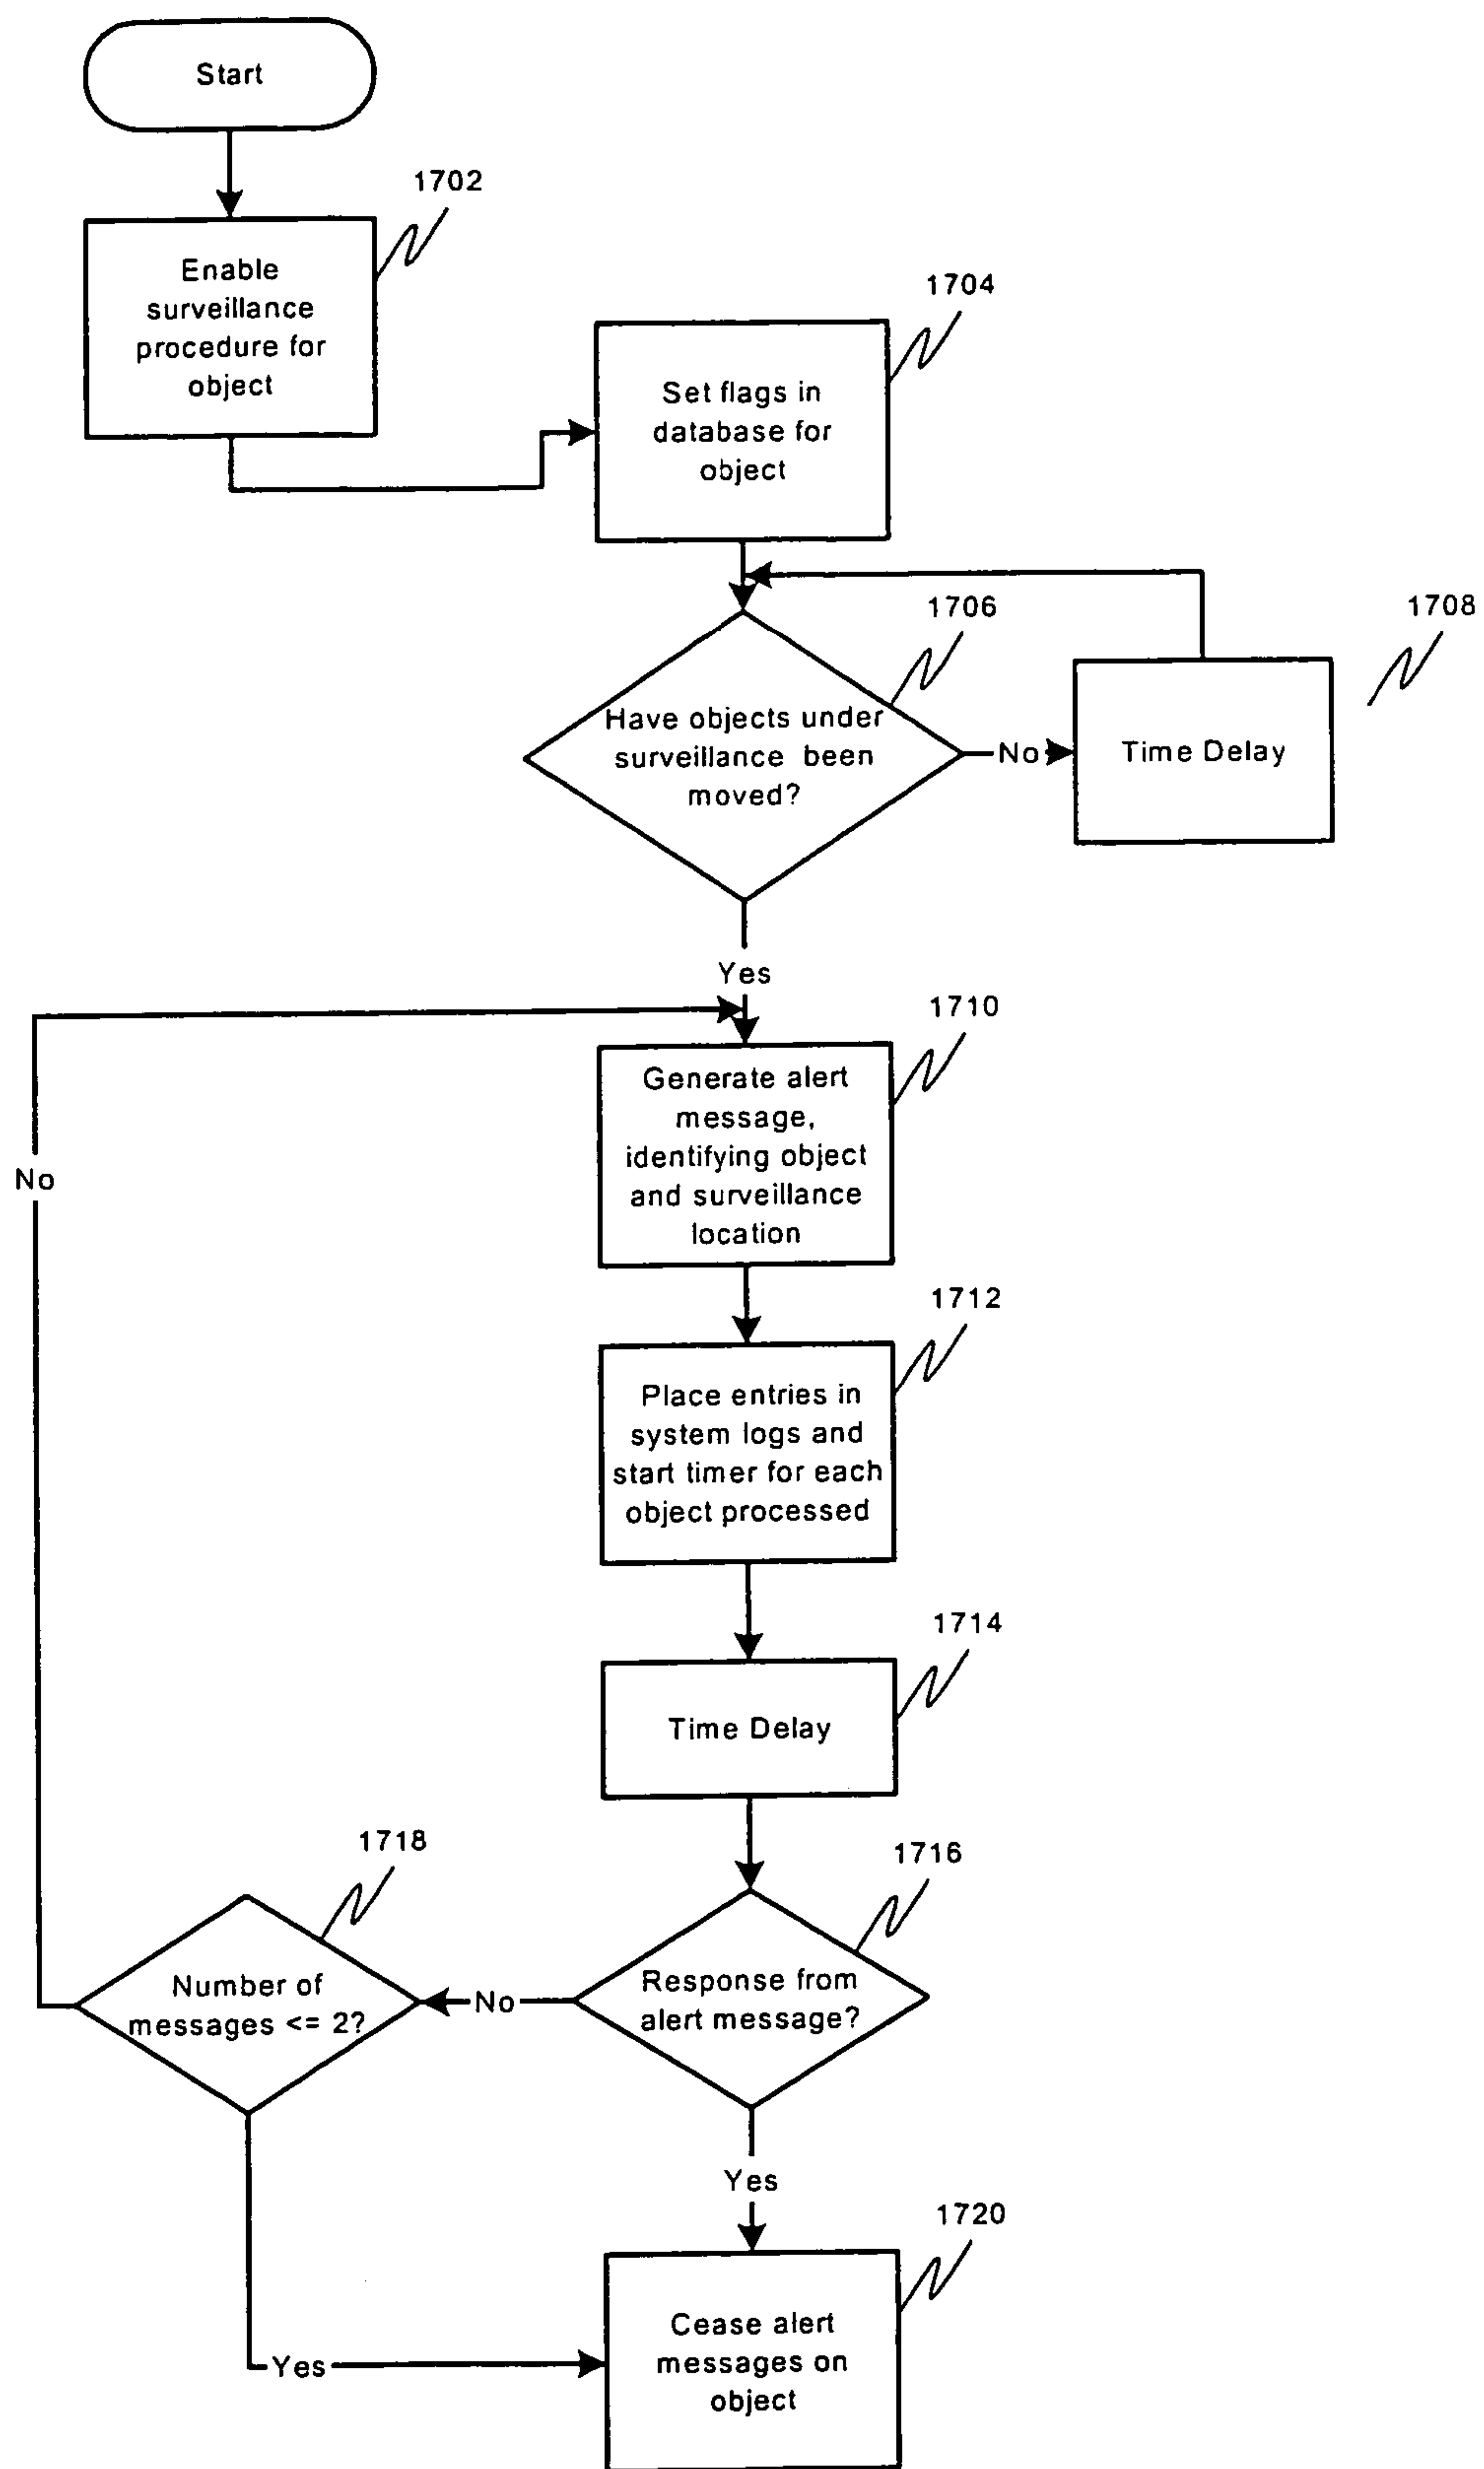 Start
1702
Enable
surveillance
procedure for
object
1704
Set flags in
database for
object
1706
1708
Have objects under
surveillance been
moved?
No
Time Delay
Yes
1710
Generate alert
message,
identifying object
and surveillance
location
No
1712
Place entries in
system logs and
start timer for each
object processed
1714
Time Delay
1718
1716
Number of
messages <= 2?
No
Response from
alert message?
Yes
1720
Cease alert
messages on
object
Yes